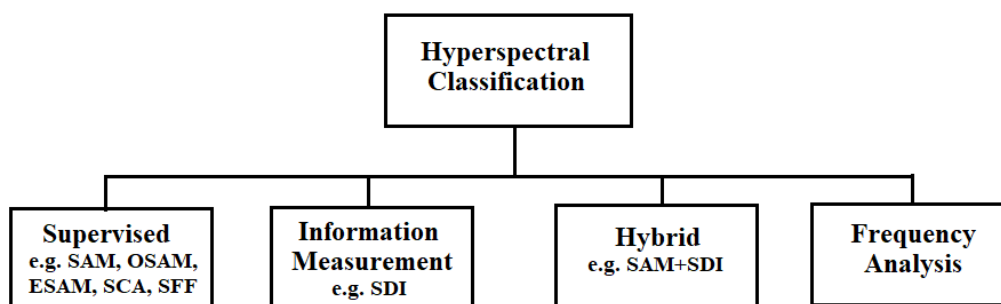 Hyperspectral
Classification
Supervised
e.g. SAM, OSAM,
ESAM, SCA, SFF
Information
Measurement
e.g. SDI
Hybrid
e.g. SAM+SDI
Frequency
Analysis